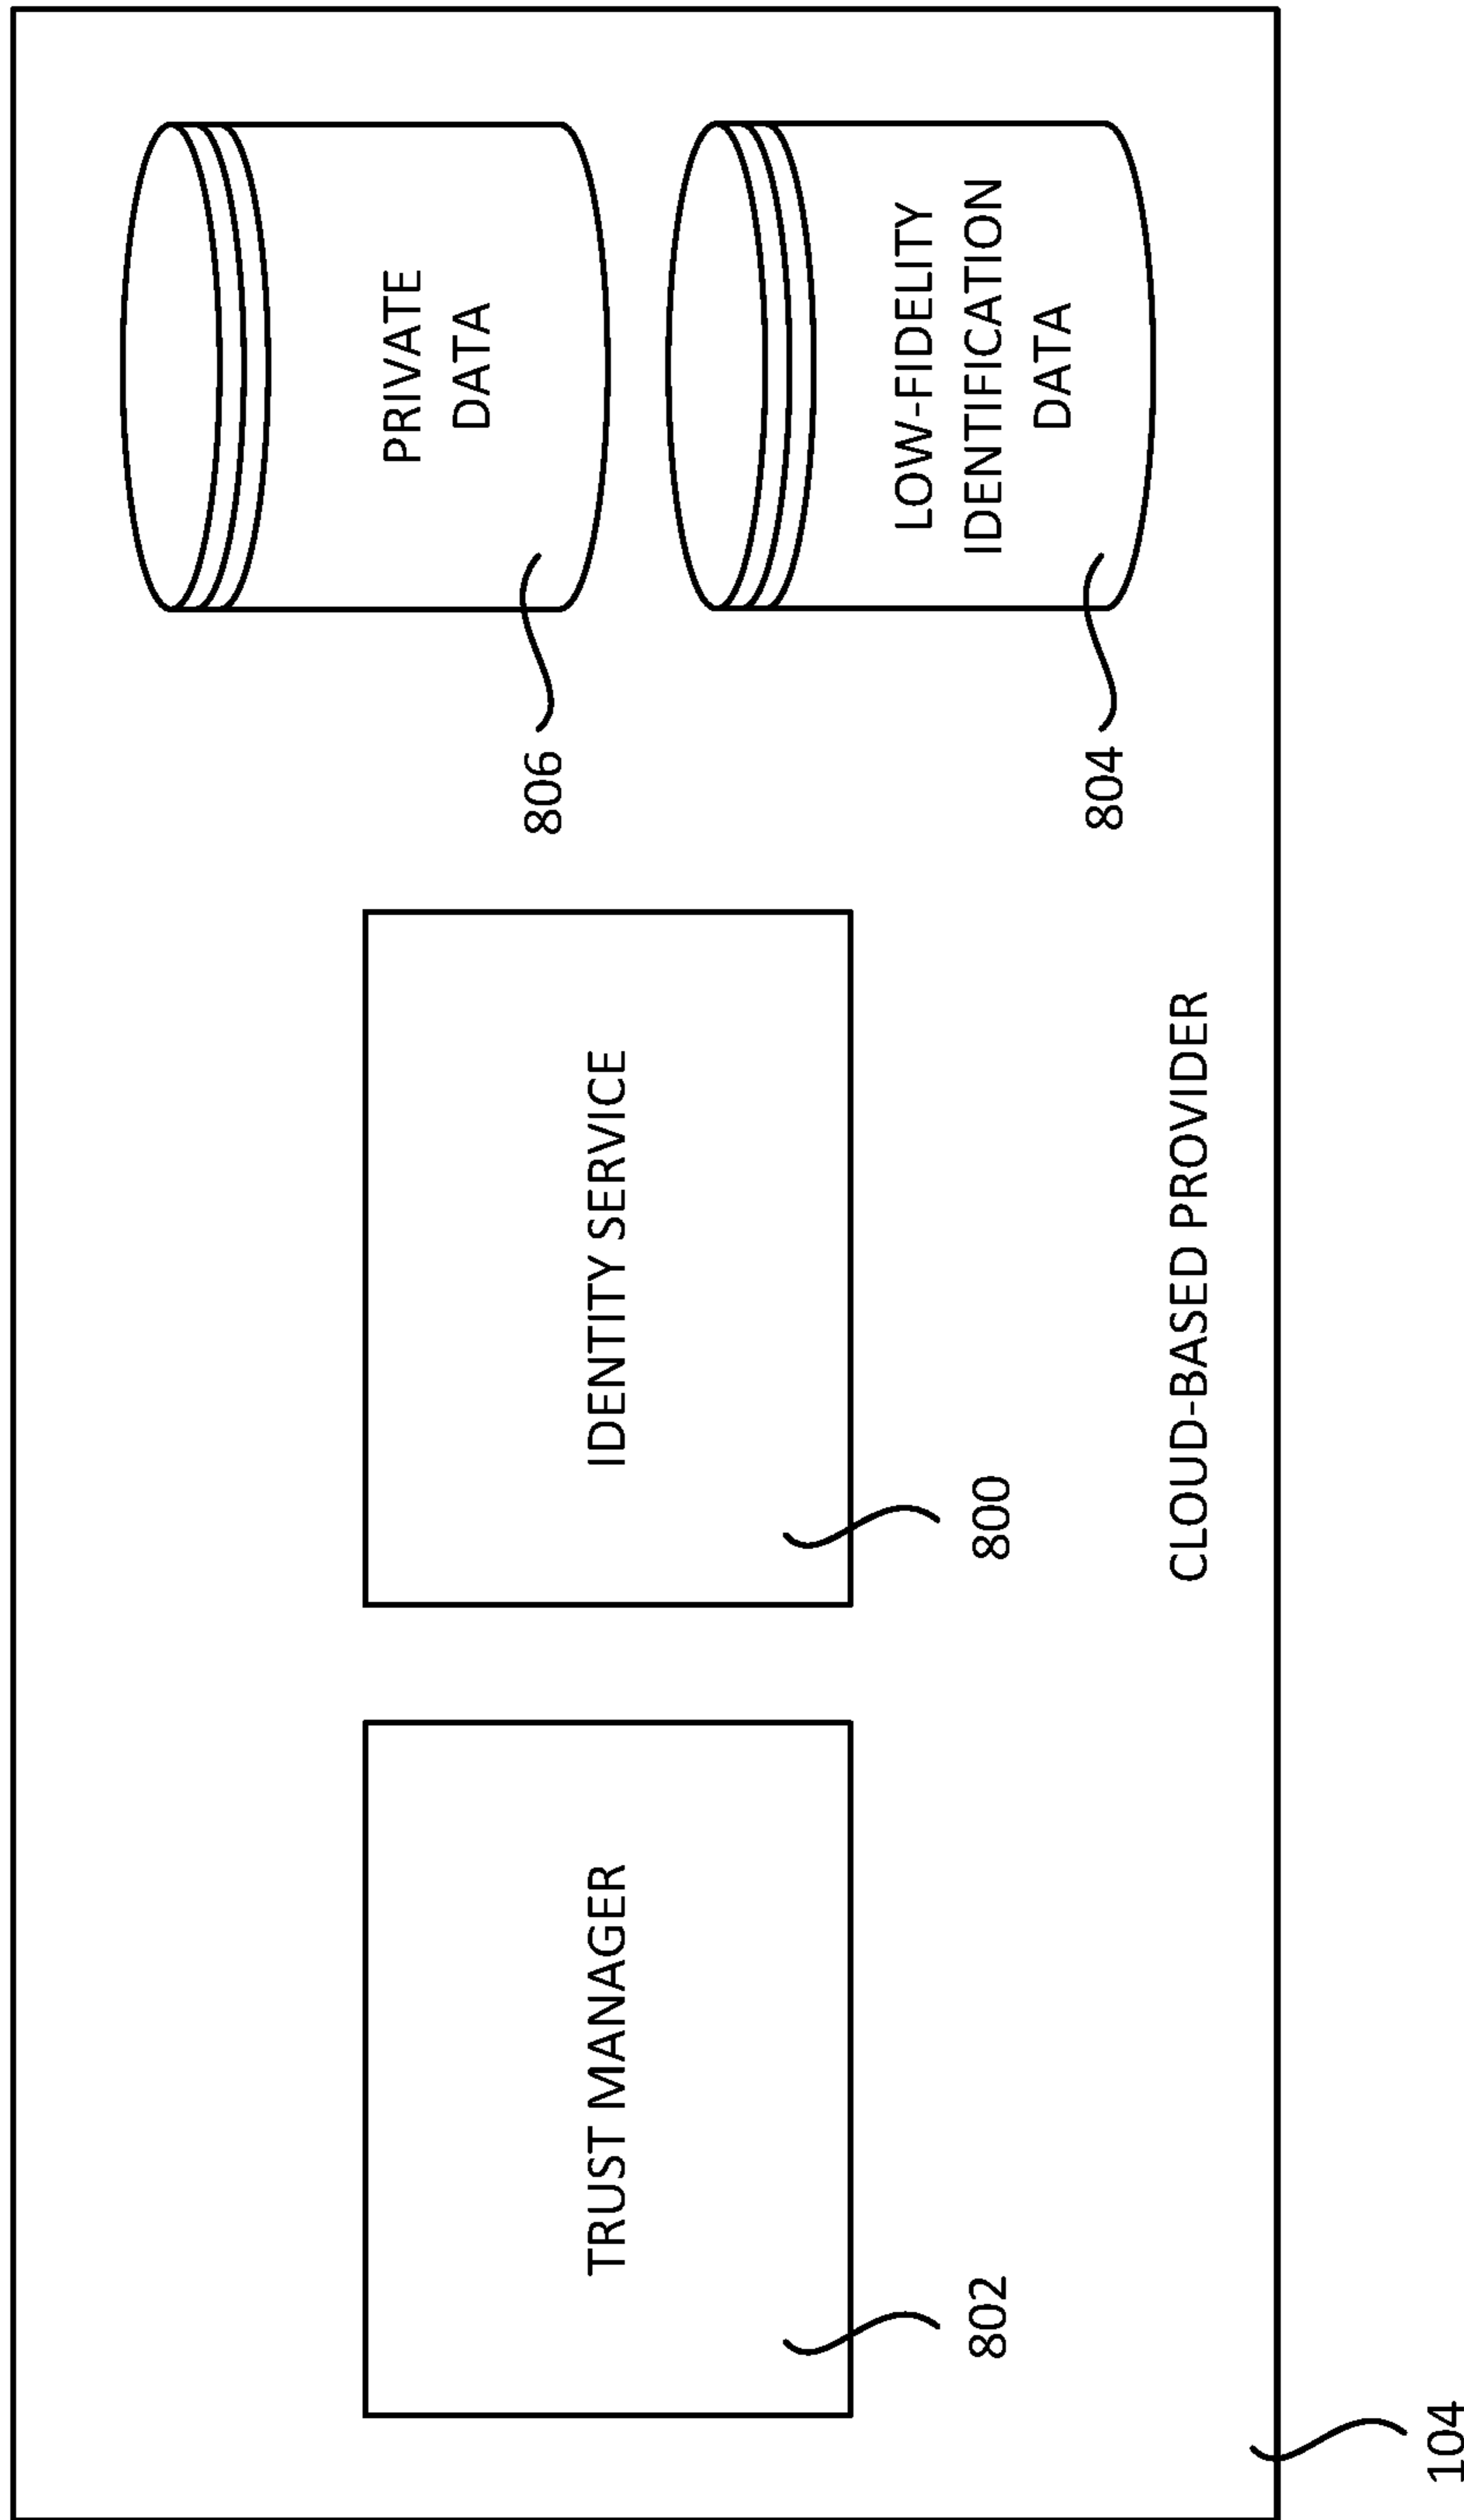 PRIVATE
DATA
806
LOW-FIDELITY
IDENTIFICATION
DATA
804
IDENTITY SERVICE
800
TRUST MANAGER
802
CLOUD-BASED PROVIDER
104